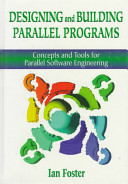 DESIGNING and BUILDING
PARALLEL PROGRAMS
Concepts and Tools for
Parallel Software Engineering
Ian Foster